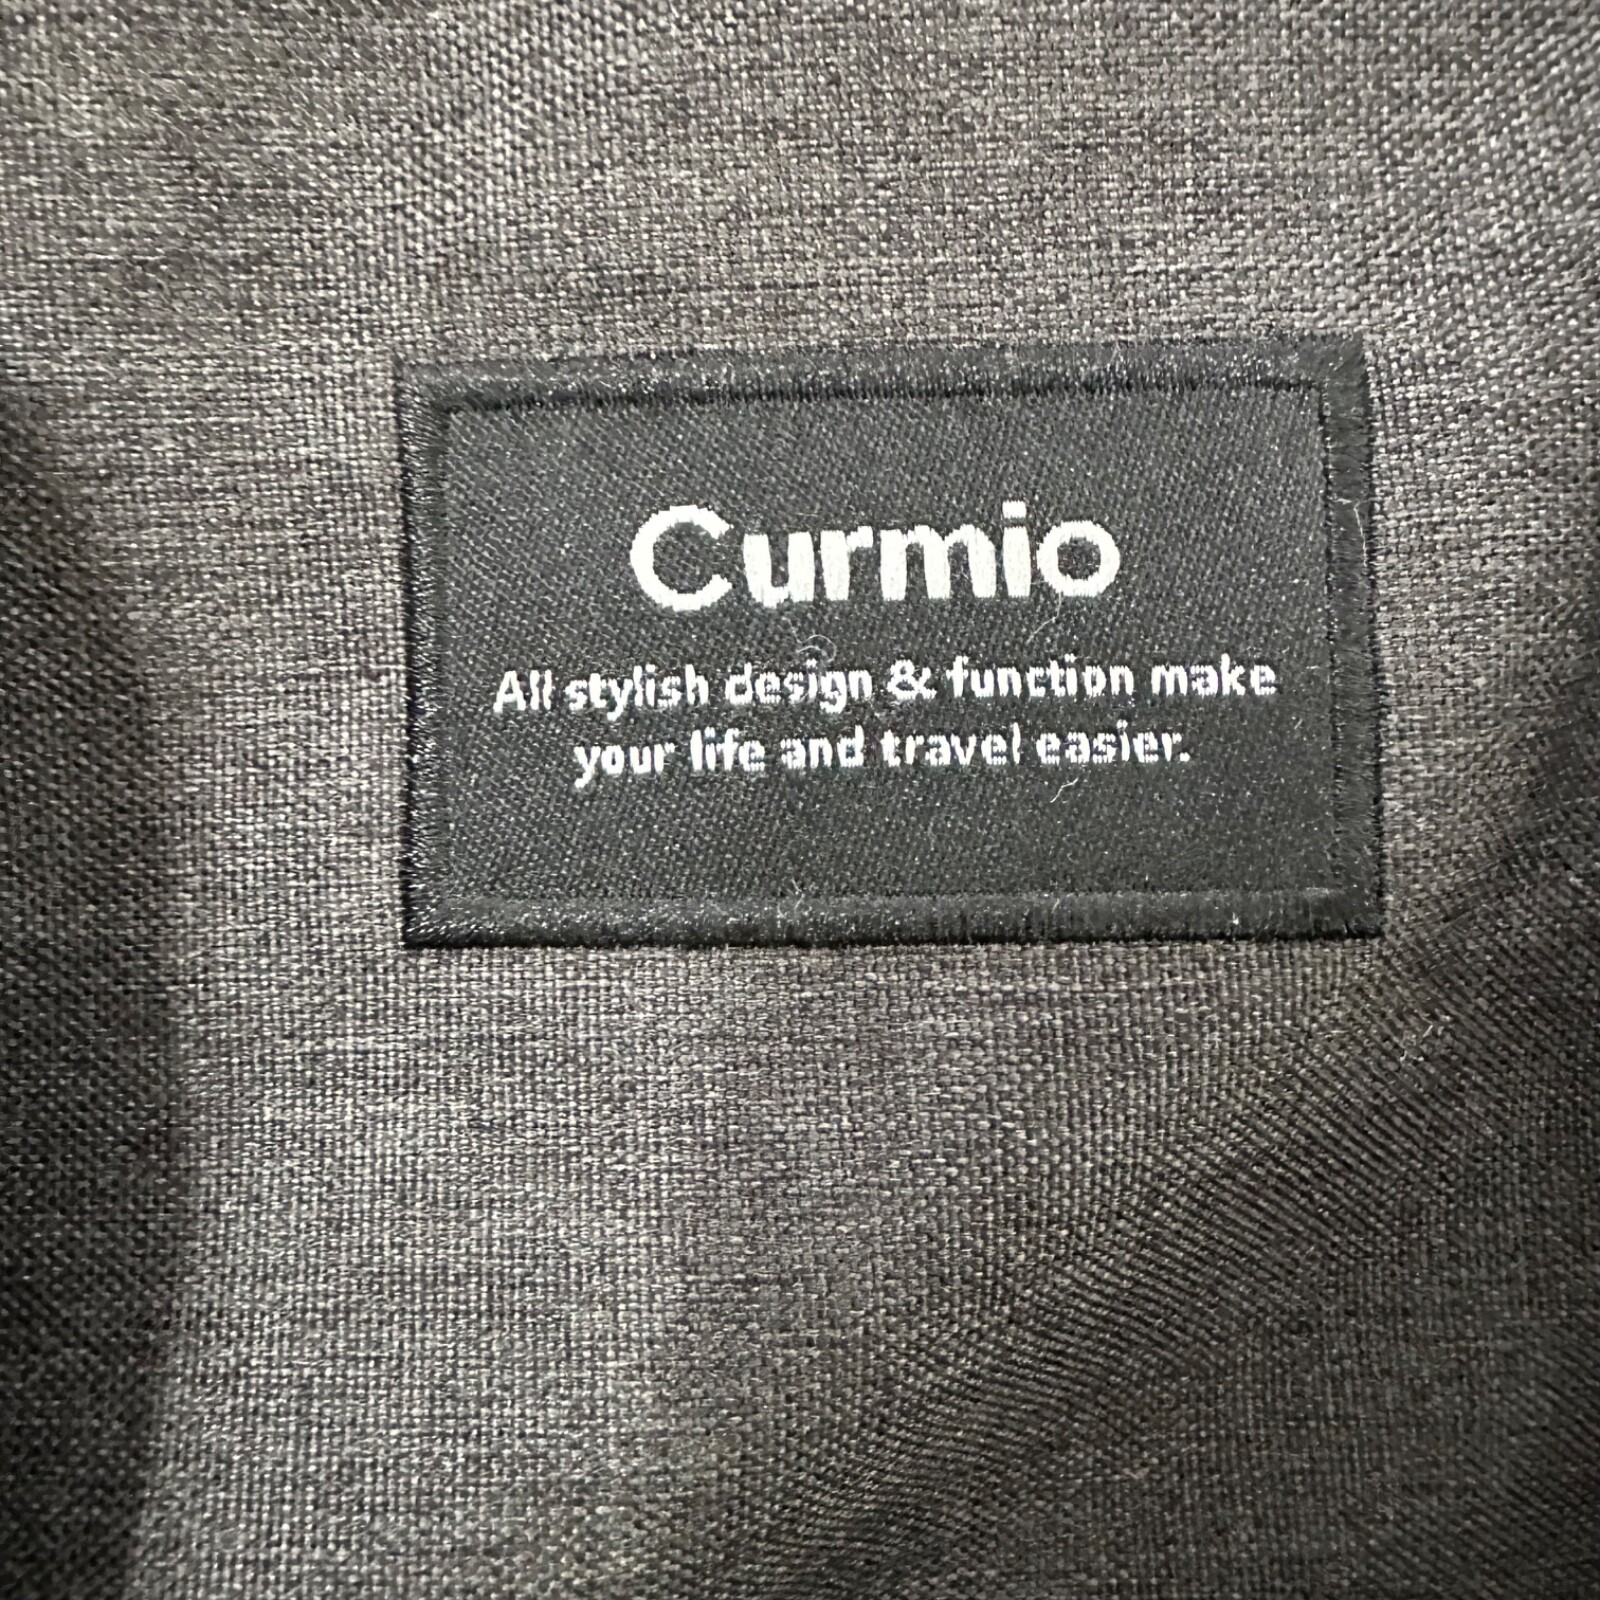 Curmio
All stylish design & function make
your life and travel easier.